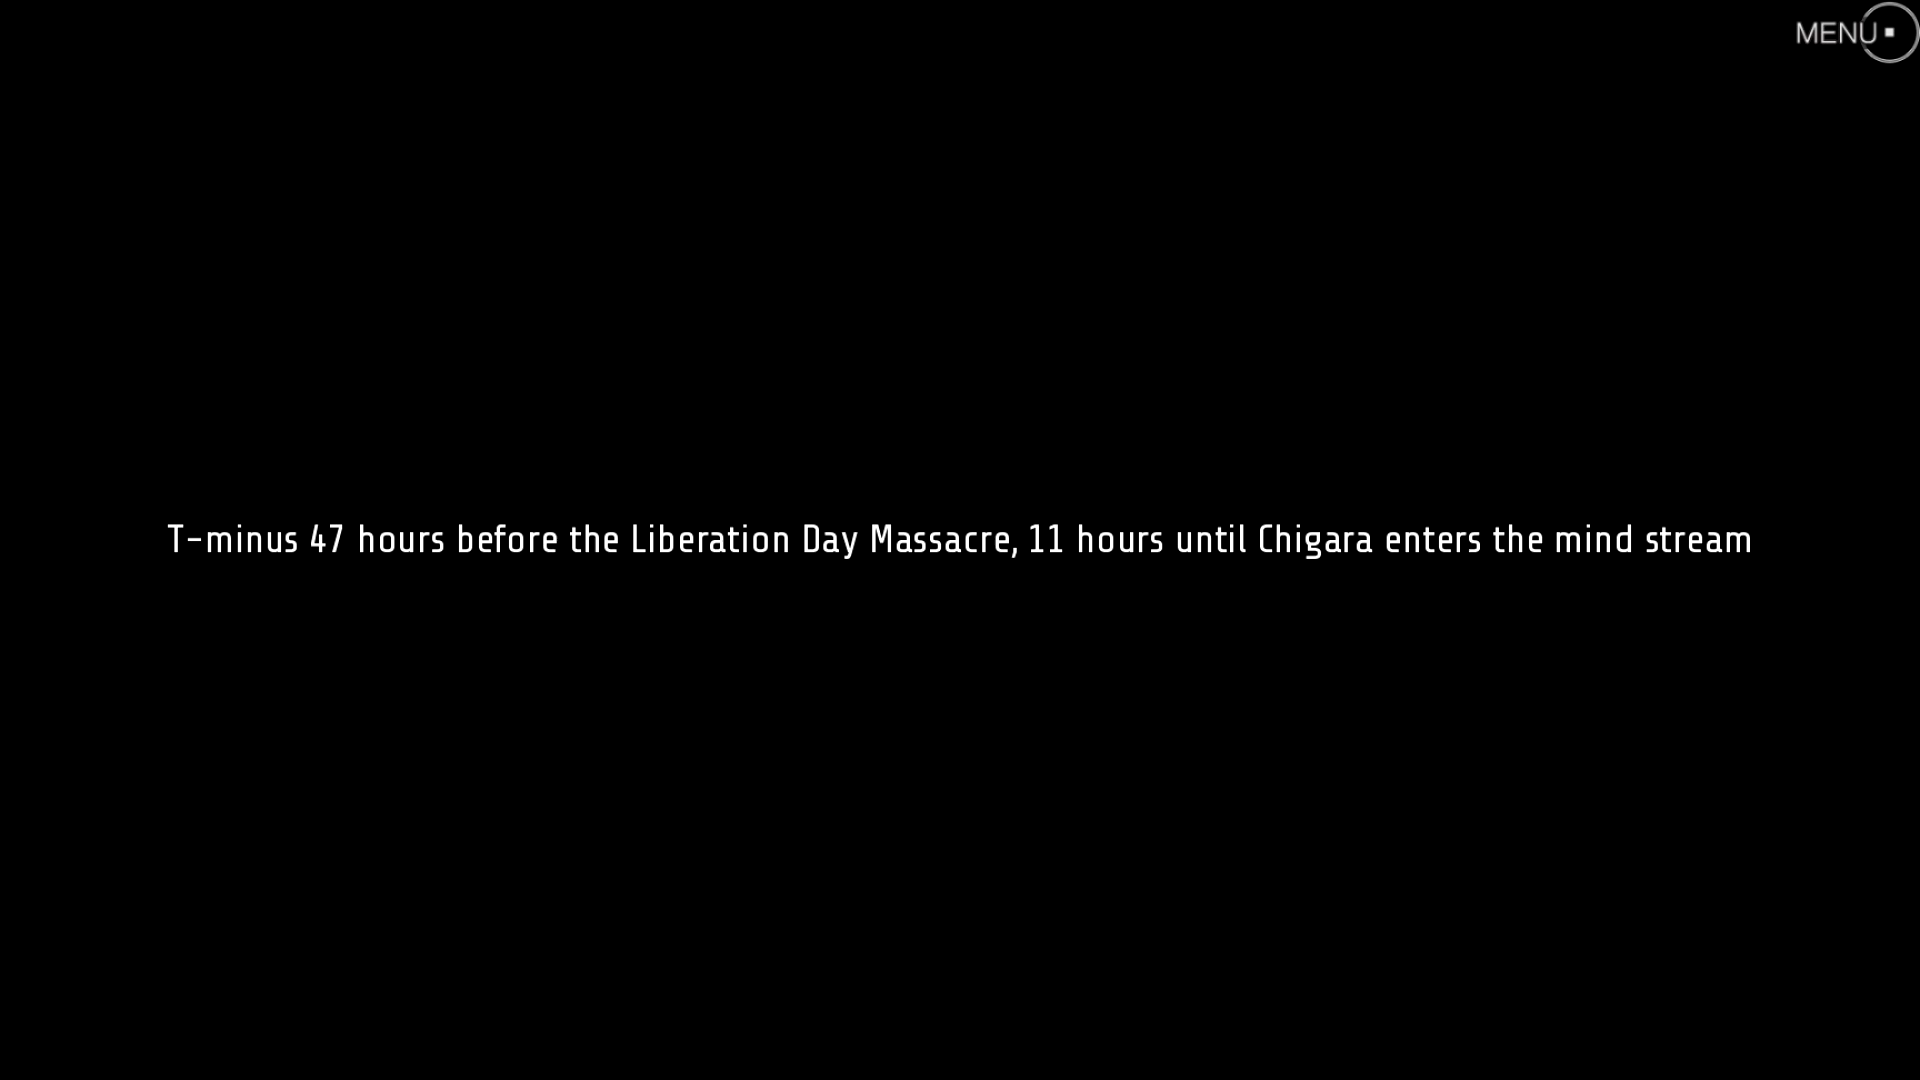 MENU
T-minus 47 hours before the Liberation Day Massacre, 11 hours until Chigara enters the mind stream